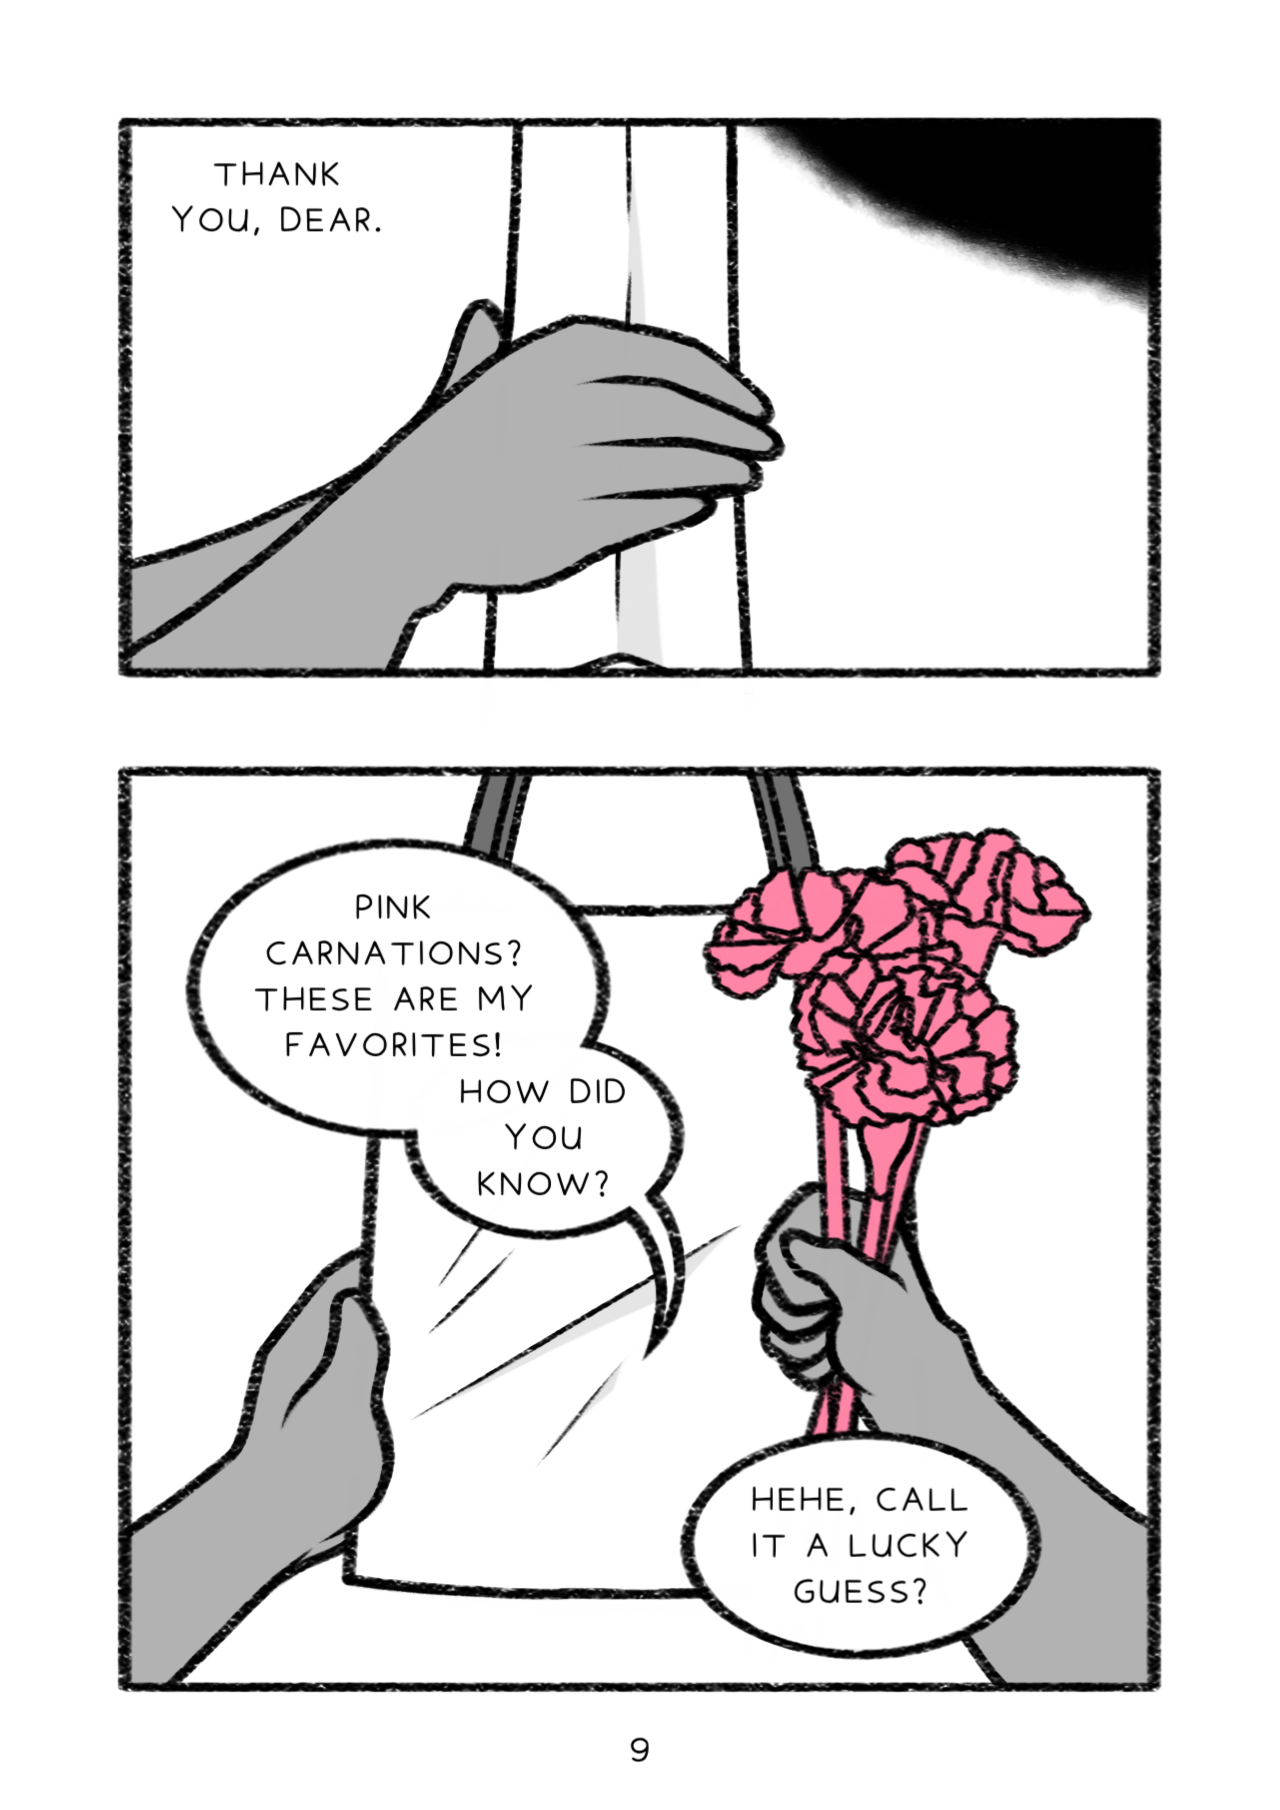 THANK
YOU, DEAR.
PINK
CARNATIONS?
THESE ARE MY
FAVORITES!
HOW DID
YOU
KNOW?
HEHE, CALL
IT A LUCKY
GUESS?
9